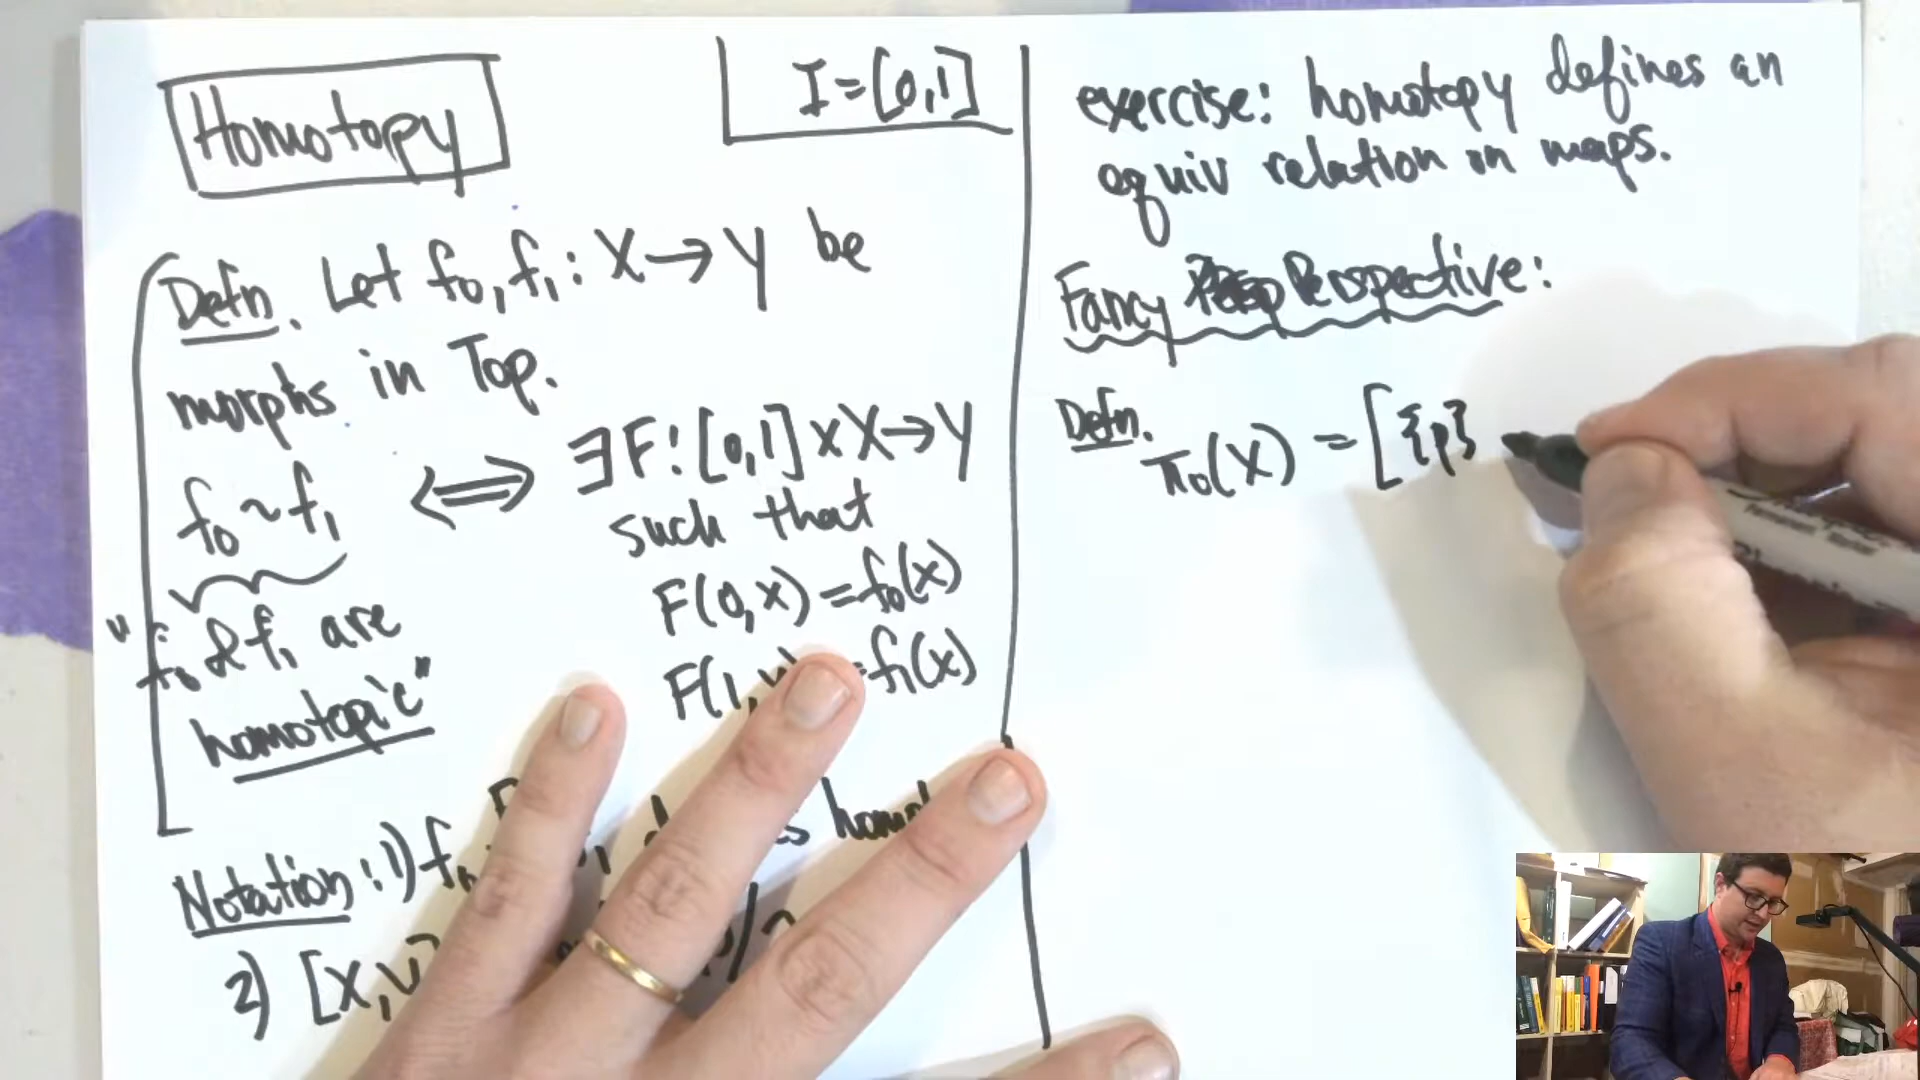 Homotopy
I=[0,1]
Defn. Let f₀,f₁:X→Y be
morphs in Top.
f₀~f₁ ⟺ ∃F:[0,1]×X→Y
such that
F(0,x)=f₀(x)
F(1, =f₁(x)
"f₀ & f₁ are
homotopic"
Notation:1)f₀
2) [X,
exercise: homotopy defines an
equiv relation on maps.
Fancy Perspective:
Defn.
π₀(X) = [{p}